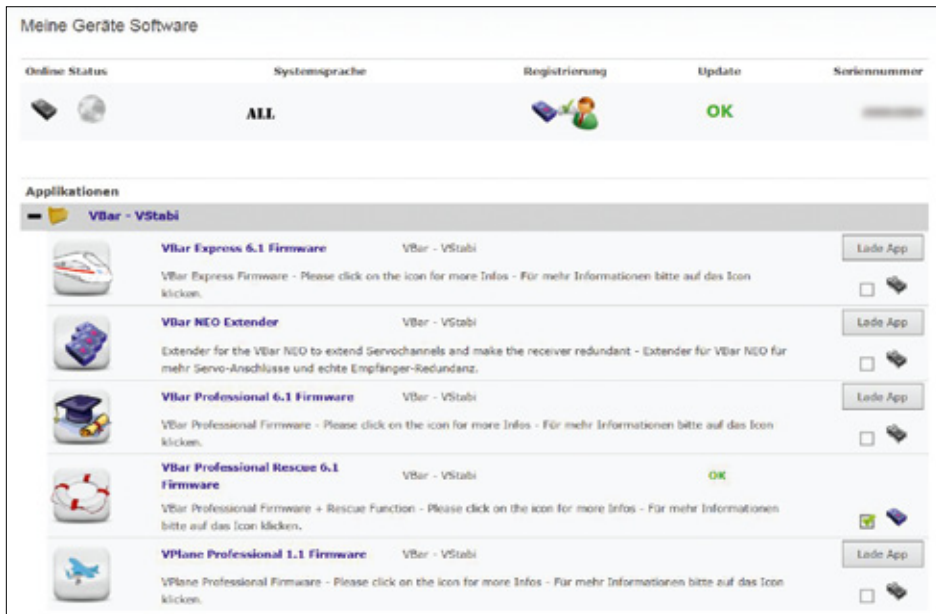 Meine Geräte Software
Online Status Systemsprache Registrierung Update Seriennummer
ALL OK
Applikationen
VBar - VStabi
VBar Express 6.1 Firmware VBar - VStabi Lade App
VBar Express Firmware - Please click on the icon for more Infos - Für mehr Informationen bitte auf das Icon
klicken.
VBar NEO Extender VBar - VStabi Lade App
Extender for the VBar NEO to extend Servochannels and make the receiver redundant - Extender für VBar NEO für
mehr Servo-Anschlüsse und echte Empfänger-Redundanz.
VBar Professional 6.1 Firmware VBar - VStabi Lade App
VBar Professional Firmware - Please click on the icon for more Infos - Für mehr Informationen bitte auf das Icon
klicken.
VBar Professional Rescue 6.1
Firmware VBar - VStabi OK
VBar Professional Firmware + Rescue Function - Please click on the icon for more Infos - Für mehr Informationen
bitte auf das Icon klicken.
VPlane Professional 1.1 Firmware VBar - VStabi Lade App
VPlane Professional Firmware - Please click on the icon for more Infos - Für mehr Informationen bitte auf das Icon
klicken.